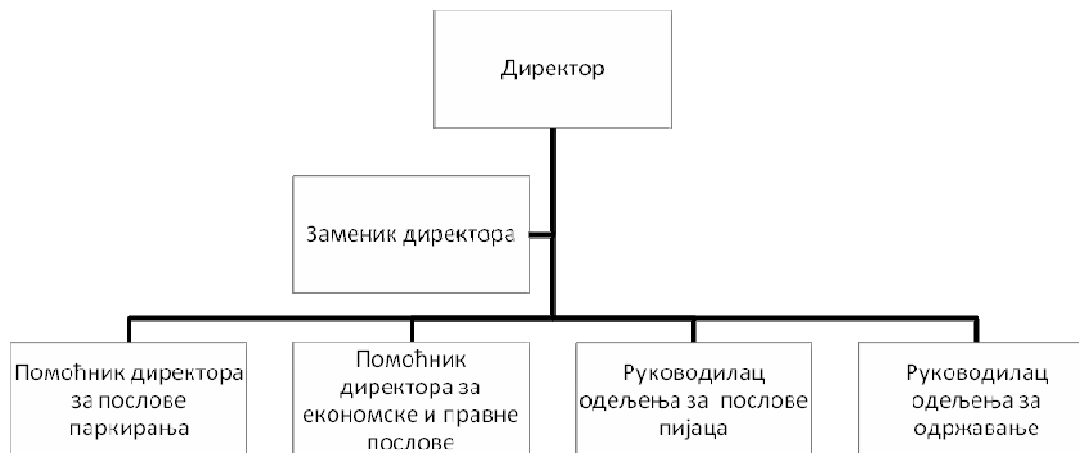 Директор
Заменик директора
Помоћник директора
за послове
паркирања
Помоћник
директора за
економске и правне
послове
Руководилац
одељења за послове
пијаца
Руководилац
одељења за
одржавање